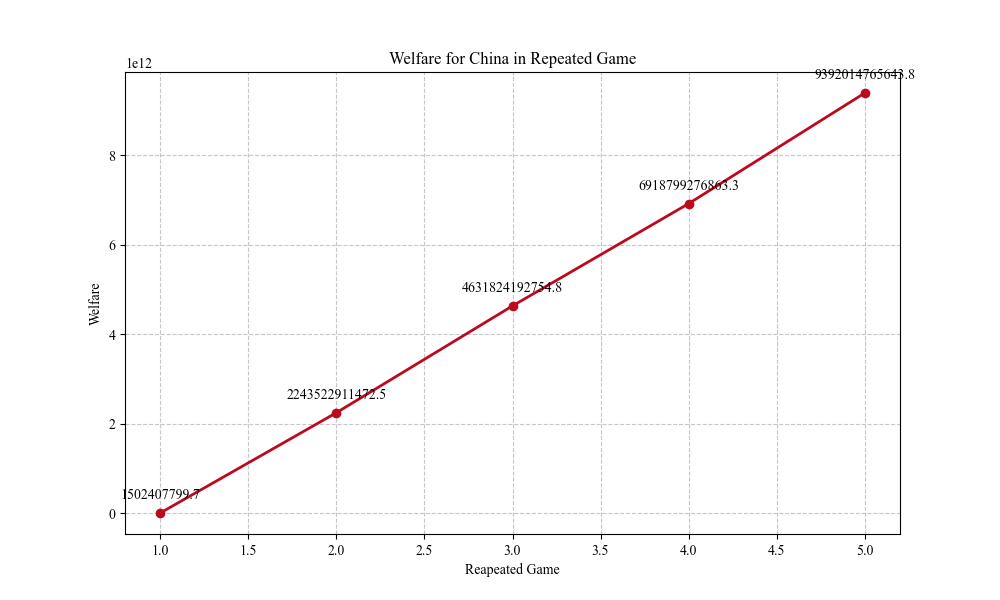 Welfare for China in Repeated Game
1e12
9392014765643.8
8
6918799276863.3
6
4631824192754.8
Welfare
4
2243522911472.5
2
1502407799.7
0
1.0 1.5 2.0 2.5 3.0 3.5 4.0 4.5 5.0
Reapeated Game